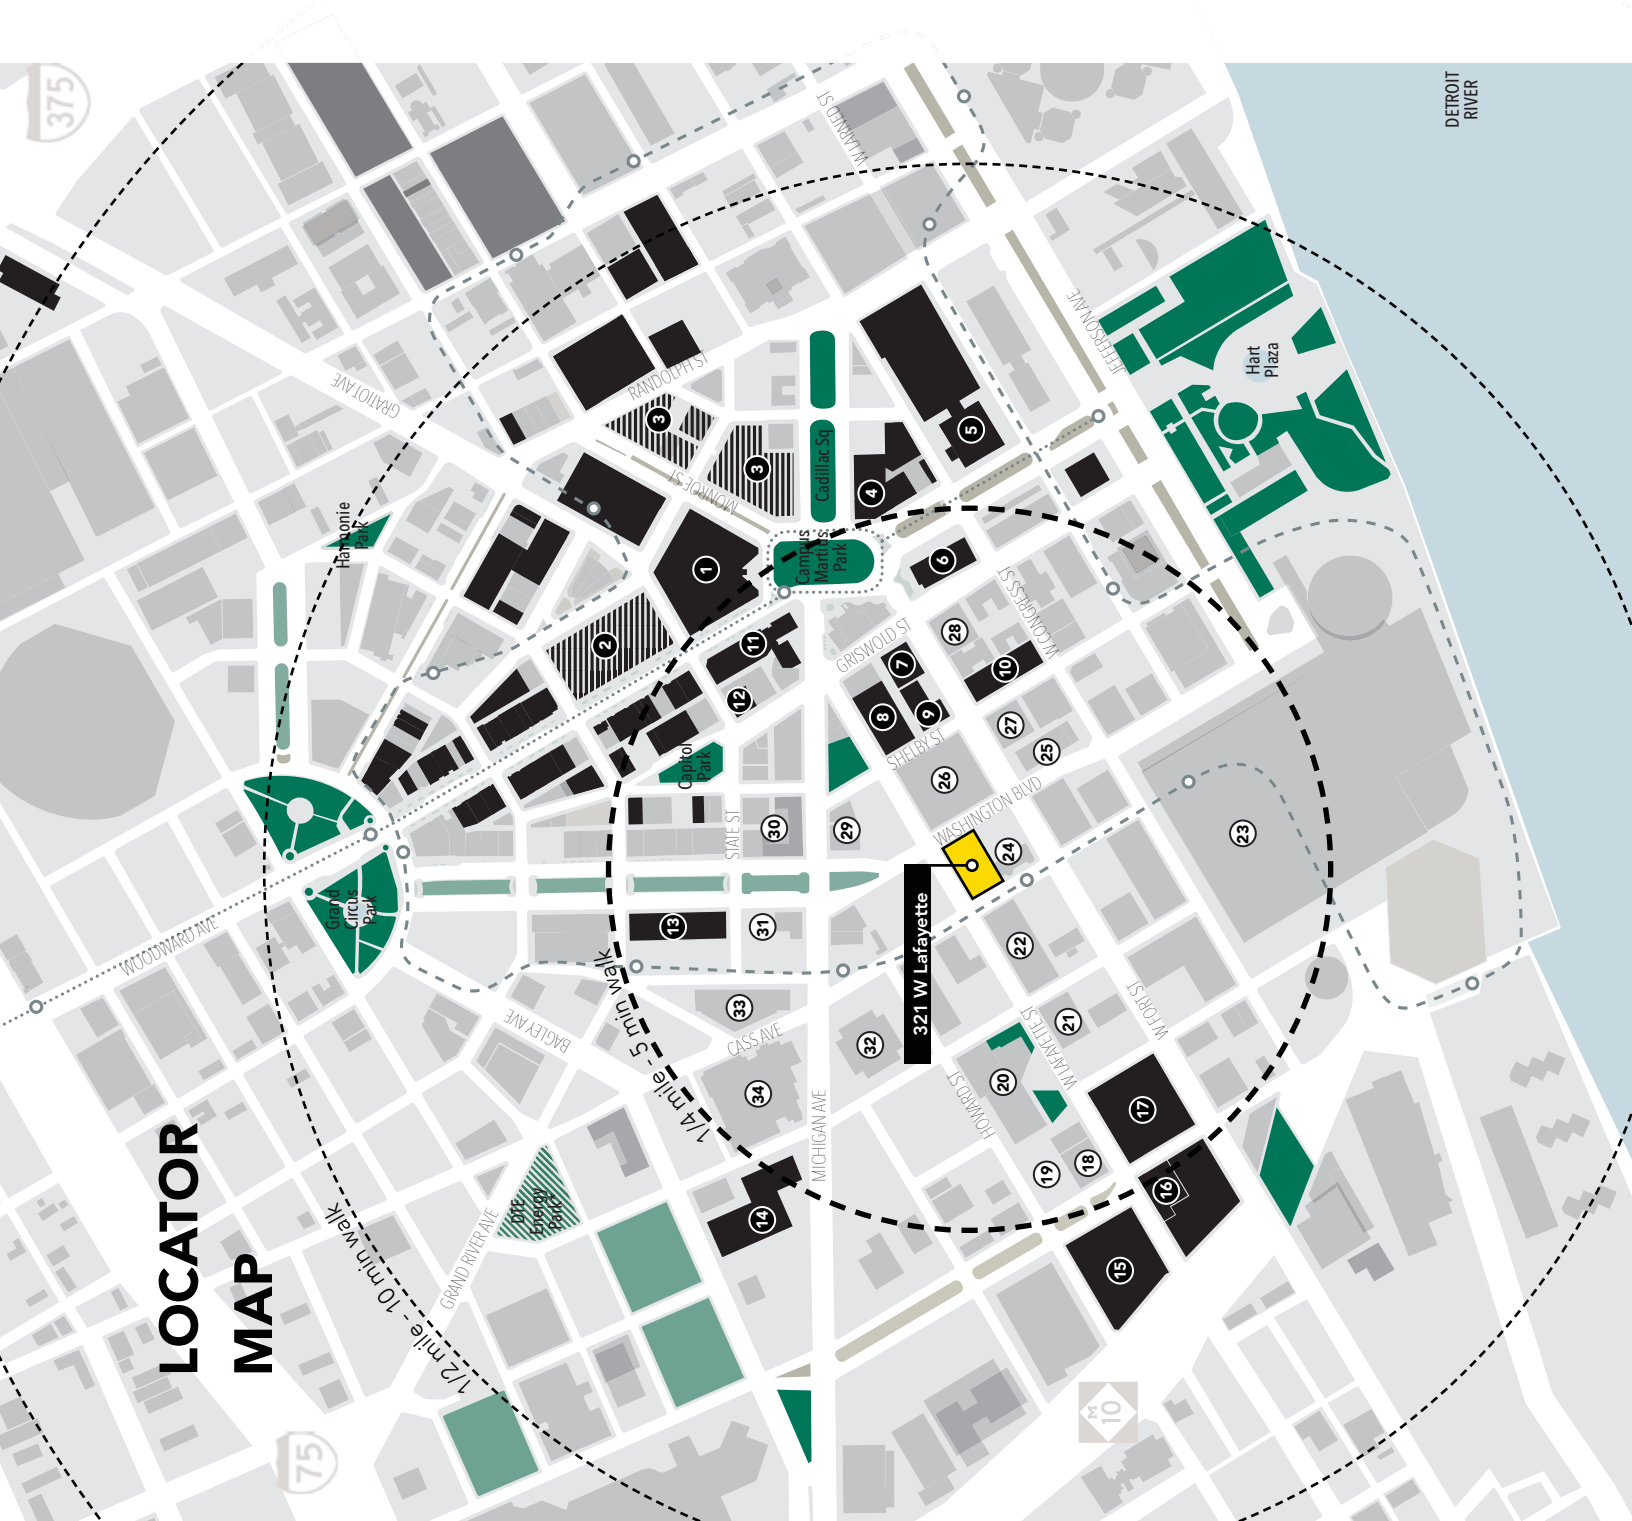 LOCATOR
MAP
375
75
M
10
DETROIT
RIVER
Hart
Plaza
W LARNED ST
JEFFERSON AVE
GRATIOT AVE
RANDOLPH ST
MONROE ST
Cadillac Sq
Campus
Martius
Park
Harmonie
Park
GRISWOLD ST
W CONGRESS ST
SHELBY ST
WASHINGTON BLVD
Capitol
Park
STATE ST
Grand
Circus
Park
WOODWARD AVE
BAGLEY AVE
CASS AVE
MICHIGAN AVE
HOWARD ST
W LAFAYETTE ST
W FORT ST
GRAND RIVER AVE
DTE
Energy
Park
321 W Lafayette
1/4 mile - 5 min walk
1/2 mile - 10 min walk
1
2
3
3
4
5
6
7
8
9
10
11
12
13
14
15
16
17
18
19
20
21
22
23
24
25
26
27
28
29
30
31
32
33
34